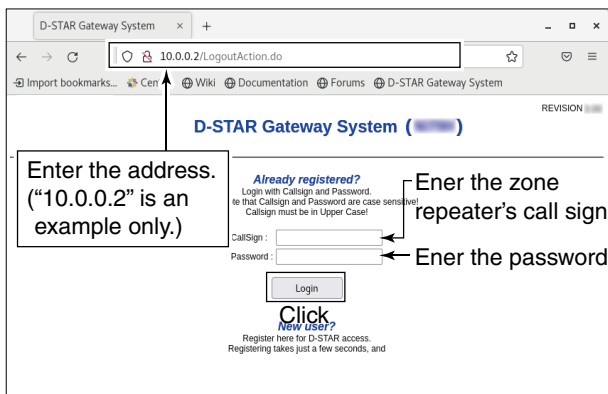 D-STAR Gateway System × +
10.0.0.2/LogoutAction.do
Import bookmarks... Cen Wiki Documentation Forums D-STAR Gateway System
REVISION
D-STAR Gateway System ( )
Enter the address.
("10.0.0.2" is an
example only.)
Already registered?
Login with Callsign and Password.
te that Callsign and Password are case sensitive!
Callsign must be in Upper Case!
Ener the zone
repeater's call sign
CallSign :
Password :
Ener the password
Login
Click
New user?
Register here for D-STAR access.
Registering takes just a few seconds, and